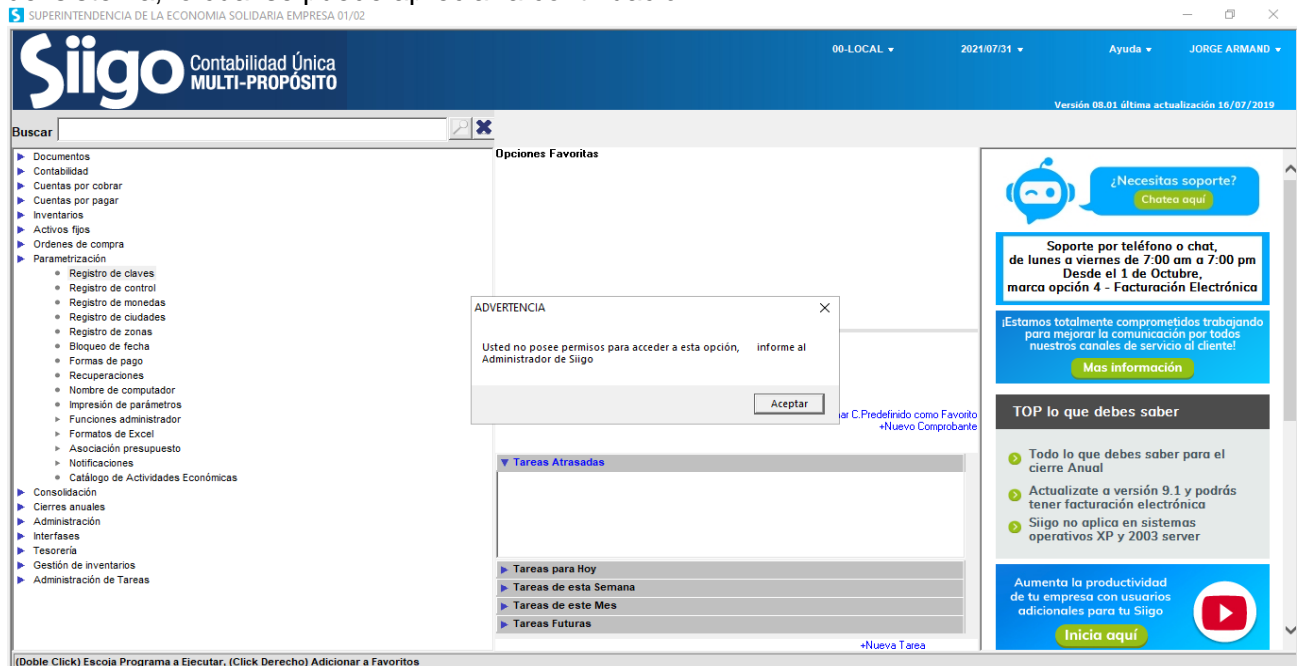 SUPERINTENDENCIA DE LA ECONOMIA SOLIDARIA EMPRESA 01/02
Siigo Contabilidad Única
MULTI-PROPÓSITO
00-LOCAL
2021/07/31
Ayuda
JORGE ARMAND
Versión 08.01 última actualización 16/07/2019
Buscar
Documentos
Contabilidad
Cuentas por cobrar
Cuentas por pagar
Inventarios
Activos fijos
Ordenes de compra
Parametrización
Registro de claves
Registro de control
Registro de monedas
Registro de ciudades
Registro de zonas
Bloqueo de fecha
Formas de pago
Recuperaciones
Nombre de computador
Impresión de parámetros
Funciones administrador
Formatos de Excel
Asociación presupuesto
Notificaciones
Catálogo de Actividades Económicas
Consolidación
Cierres anuales
Administración
Interfases
Tesorería
Gestión de inventarios
Administración de Tareas
Opciones Favoritas
ADVERTENCIA
Usted no posee permisos para acceder a esta opción, informe al
Administrador de Siigo
Aceptar
ar C.Predefinido como Favorito
+Nuevo Comprobante
Tareas Atrasadas
Tareas para Hoy
Tareas de esta Semana
Tareas de este Mes
Tareas Futuras
+Nueva Tarea
¿Necesitas soporte?
Chatea aquí
Soporte por teléfono o chat,
de lunes a viernes de 7:00 am a 7:00 pm
Desde el 1 de Octubre,
marca opción 4 - Facturación Electrónica
¡Estamos totalmente comprometidos trabajando
para mejorar la comunicación por todos
nuestros canales de servicio al cliente!
Mas información
TOP lo que debes saber
Todo lo que debes saber para el
cierre Anual
Actualizate a versión 9.1 y podrás
tener facturación electrónica
Siigo no aplica en sistemas
operativos XP y 2003 server
Aumenta la productividad
de tu empresa con usuarios
adicionales para tu Siigo
Inicia aquí
(Doble Click) Escoja Programa a Ejecutar, (Click Derecho) Adicionar a Favoritos